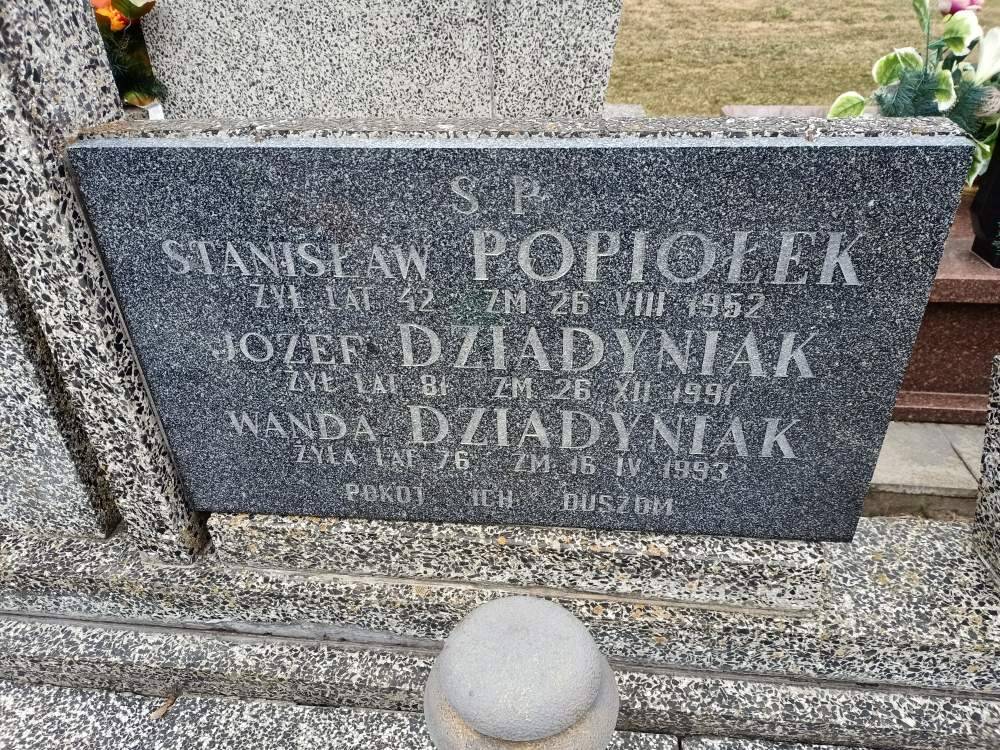 Ś. P.
STANISŁAW POPIOŁEK
ŻYŁ LAT 42 ZM 26 VIII 1952
JÓZEF DZIADYNIAK
ŻYŁ LAT 81 ZM 26 XII 1991
WANDA DZIADYNIAK
ŻYŁA LAT 76 ZM 16 IV 1993
POKÓJ ICH DUSZOM